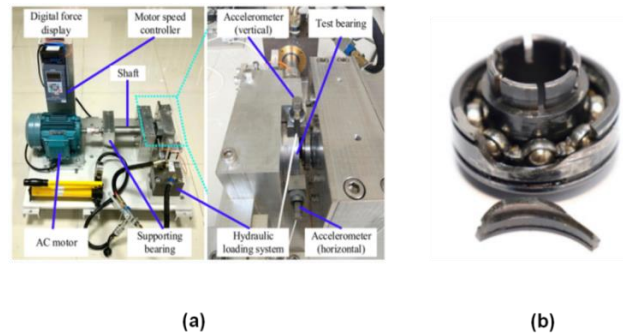 Digital force
display
Motor speed
controller
Shaft
Accelerometer
(vertical)
Test bearing
AC motor
Supporting
bearing
Hydraulic
loading system
Accelerometer
(horizontal)
(a)
(b)